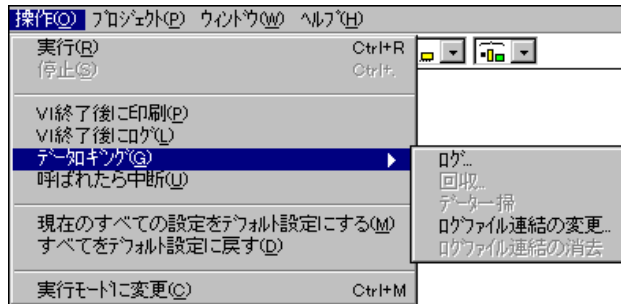 操作(O) ﾌﾟﾛｼﾞｪｸﾄ(P) ｳｨﾝﾄﾞｳ(W) ﾍﾙﾌﾟ(H)
実行(R) Ctrl+R
停止(S) Ctrl+.
VI終了後に印刷(P)
VI終了後にﾛｸﾞ(L)
ﾃﾞｰﾀﾛｷﾞﾝｸﾞ(G)
呼ばれたら中断(U)
現在のすべての設定をﾃﾞﾌｫﾙﾄ設定にする(M)
すべてをﾃﾞﾌｫﾙﾄ設定に戻す(D)
実行ﾓｰﾄﾞに変更(C) Ctrl+M
ﾛｸﾞ...
回収...
ﾃﾞｰﾀ一掃
ﾛｸﾞﾌｧｲﾙ連結の変更...
ﾛｸﾞﾌｧｲﾙ連結の消去